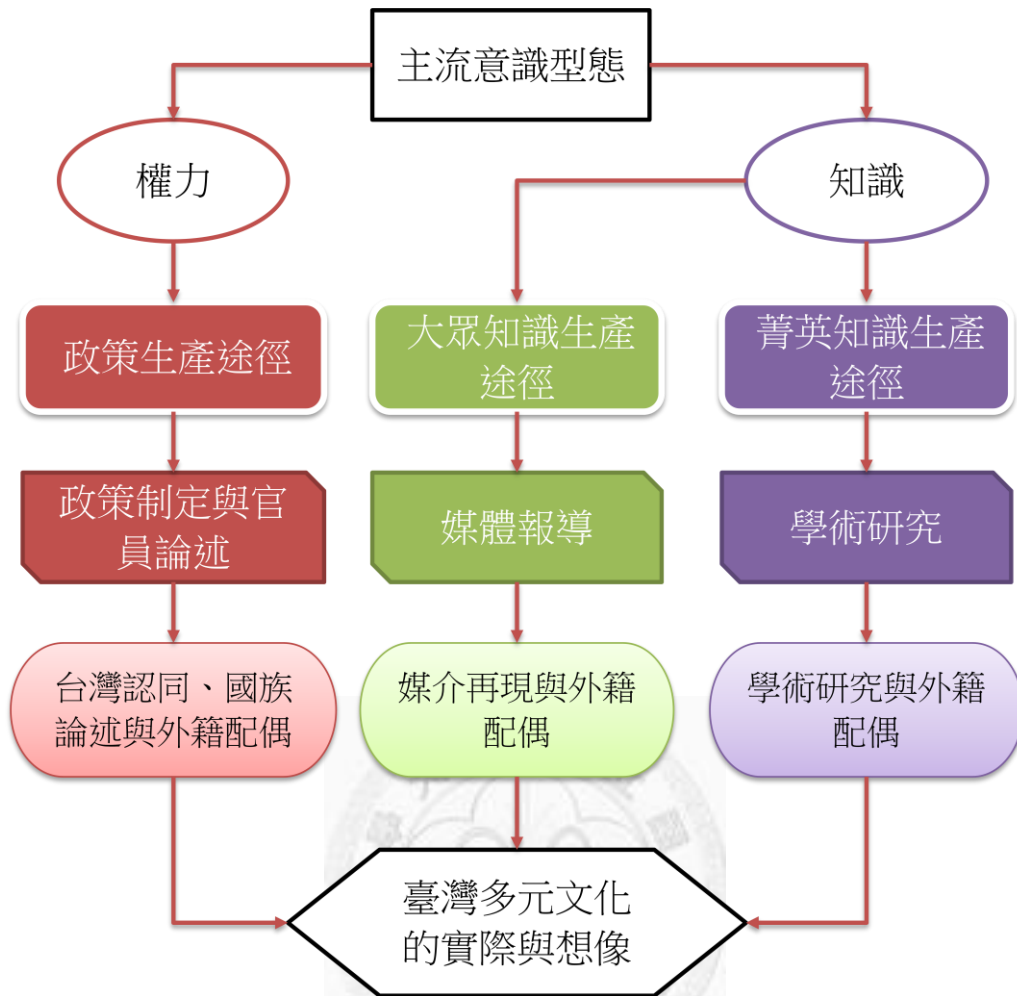 主流意識型態
權力
知識
政策生產途徑
大眾知識生產
途徑
菁英知識生產
途徑
政策制定與官
員論述
媒體報導
學術研究
台灣認同、國族
論述與外籍配偶
媒介再現與外籍
配偶
學術研究與外籍
配偶
臺灣多元文化
的實際與想像